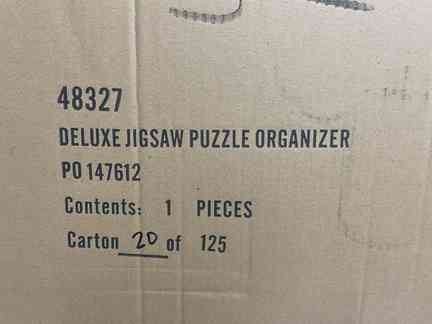 48327
DELUXE JIGSAW PUZZLE ORGANIZER
PO 147612
Contents: 1 PIECES
Carton 20 of 125